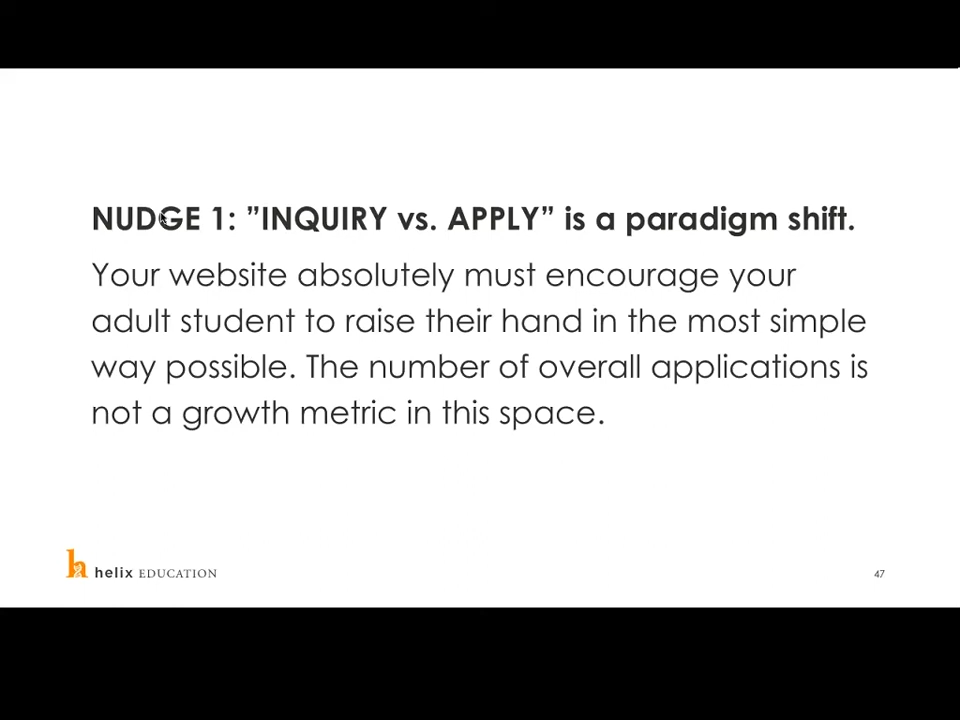 NUDGE 1: ”INQUIRY vs. APPLY” is a paradigm shift.
Your website absolutely must encourage your
adult student to raise their hand in the most simple
way possible. The number of overall applications is
not a growth metric in this space.
helix EDUCATION
47